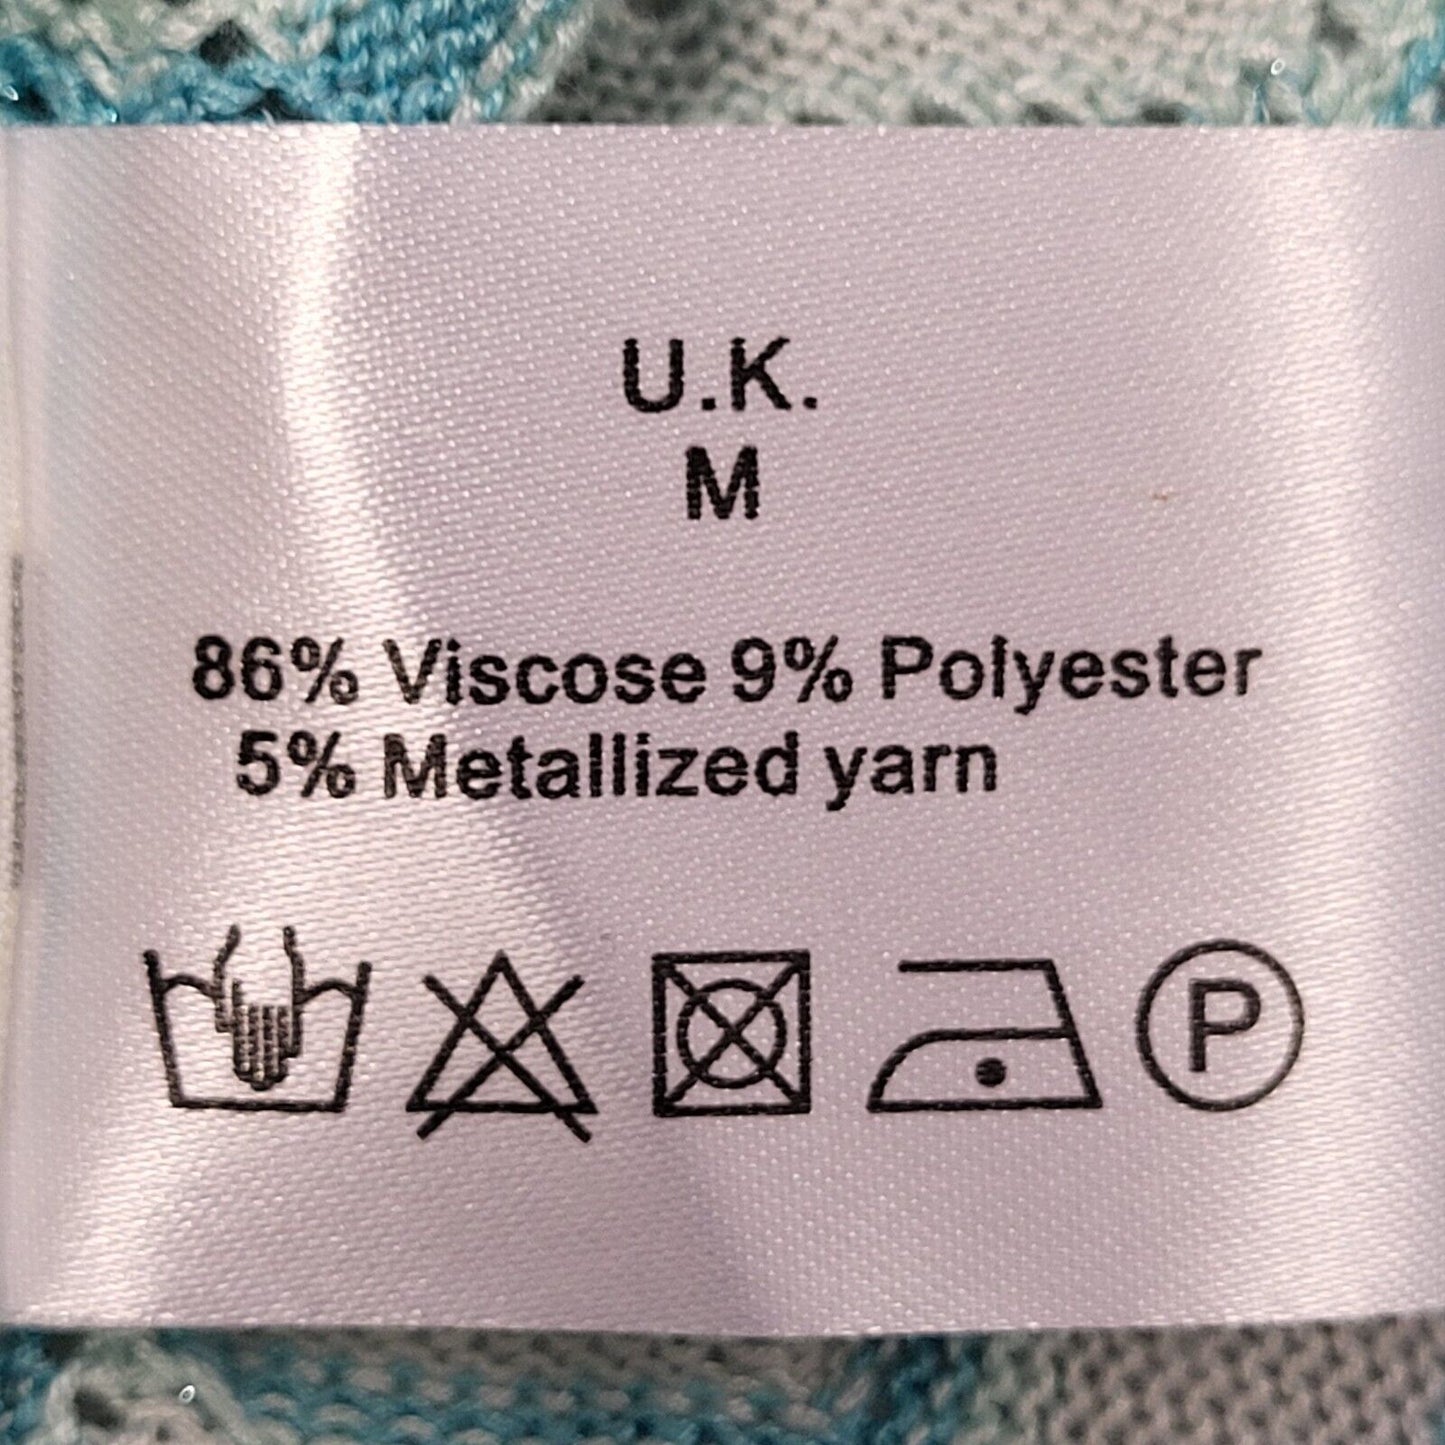 U.K.
M
86% Viscose 9% Polyester
5% Metallized yarn
P